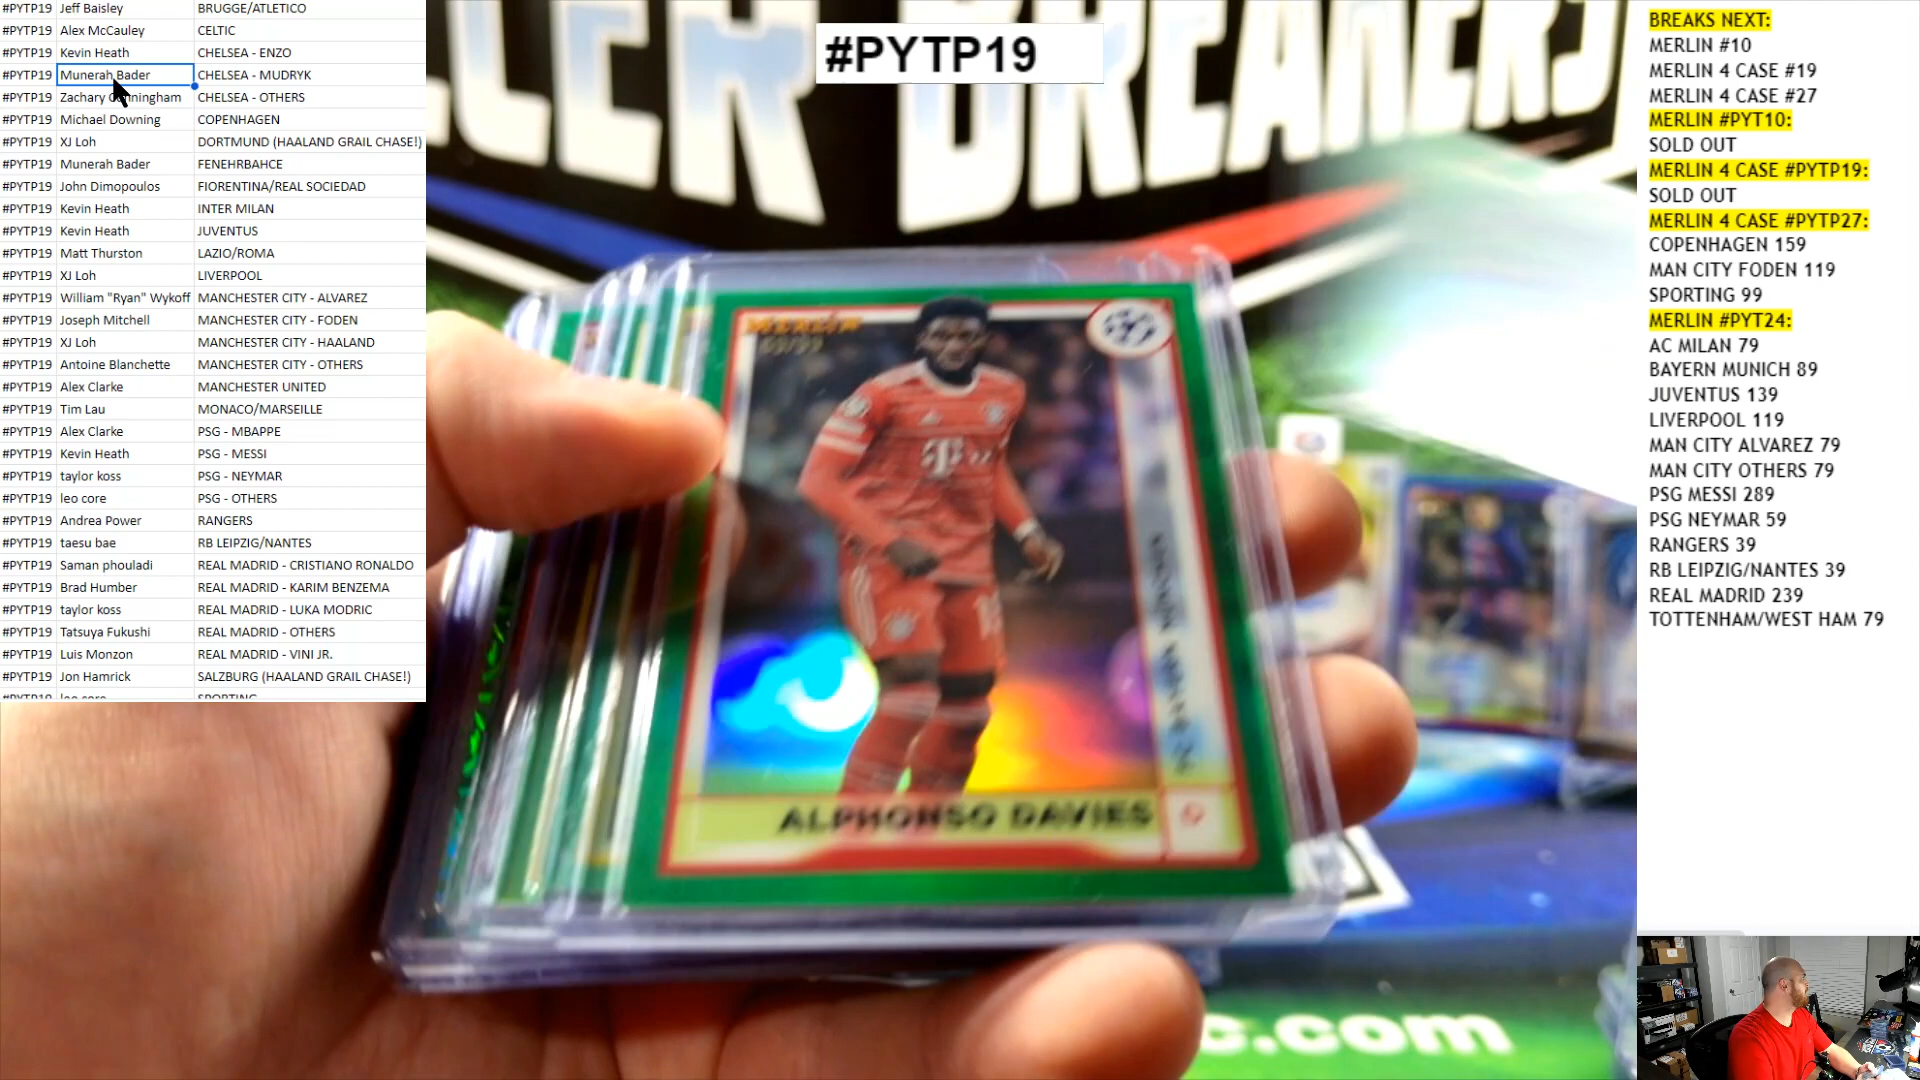 #PYTP19 Jeff Baisley BRUGGE/ATLETICO
#PYTP19 Alex McCauley CELTIC
#PYTP19 Kevin Heath CHELSEA - ENZO
#PYTP19 Munerah Bader CHELSEA - MUDRYK
#PYTP19 Zachary Cunningham CHELSEA - OTHERS
#PYTP19 Michael Downing COPENHAGEN
#PYTP19 XJ Loh DORTMUND (HAALAND GRAIL CHASE!)
#PYTP19 Munerah Bader FENEHRBAHCE
#PYTP19 John Dimopoulos FIORENTINA/REAL SOCIEDAD
#PYTP19 Kevin Heath INTER MILAN
#PYTP19 Kevin Heath JUVENTUS
#PYTP19 Matt Thurston LAZIO/ROMA
#PYTP19 XJ Loh LIVERPOOL
#PYTP19 William "Ryan" Wykoff MANCHESTER CITY - ALVAREZ
#PYTP19 Joseph Mitchell MANCHESTER CITY - FODEN
#PYTP19 XJ Loh MANCHESTER CITY - HAALAND
#PYTP19 Antoine Blanchette MANCHESTER CITY - OTHERS
#PYTP19 Alex Clarke MANCHESTER UNITED
#PYTP19 Tim Lau MONACO/MARSEILLE
#PYTP19 Alex Clarke PSG - MBAPPE
#PYTP19 Kevin Heath PSG - MESSI
#PYTP19 taylor koss PSG - NEYMAR
#PYTP19 leo core PSG - OTHERS
#PYTP19 Andrea Power RANGERS
#PYTP19 taesu bae RB LEIPZIG/NANTES
#PYTP19 Saman phouladi REAL MADRID - CRISTIANO RONALDO
#PYTP19 Brad Humber REAL MADRID - KARIM BENZEMA
#PYTP19 taylor koss REAL MADRID - LUKA MODRIC
#PYTP19 Tatsuya Fukushi REAL MADRID - OTHERS
#PYTP19 Luis Monzon REAL MADRID - VINI JR.
#PYTP19 Jon Hamrick SALZBURG (HAALAND GRAIL CHASE!)
#PYTP19 leo core SPORTING
#PYTP19
LLER BREAKERS
MERLIN
T
ALPHONSO DAVIES
c.com
BREAKS NEXT:
MERLIN #10
MERLIN 4 CASE #19
MERLIN 4 CASE #27
MERLIN #PYT10:
SOLD OUT
MERLIN 4 CASE #PYTP19:
SOLD OUT
MERLIN 4 CASE #PYTP27:
COPENHAGEN 159
MAN CITY FODEN 119
SPORTING 99
MERLIN #PYT24:
AC MILAN 79
BAYERN MUNICH 89
JUVENTUS 139
LIVERPOOL 119
MAN CITY ALVAREZ 79
MAN CITY OTHERS 79
PSG MESSI 289
PSG NEYMAR 59
RANGERS 39
RB LEIPZIG/NANTES 39
REAL MADRID 239
TOTTENHAM/WEST HAM 79